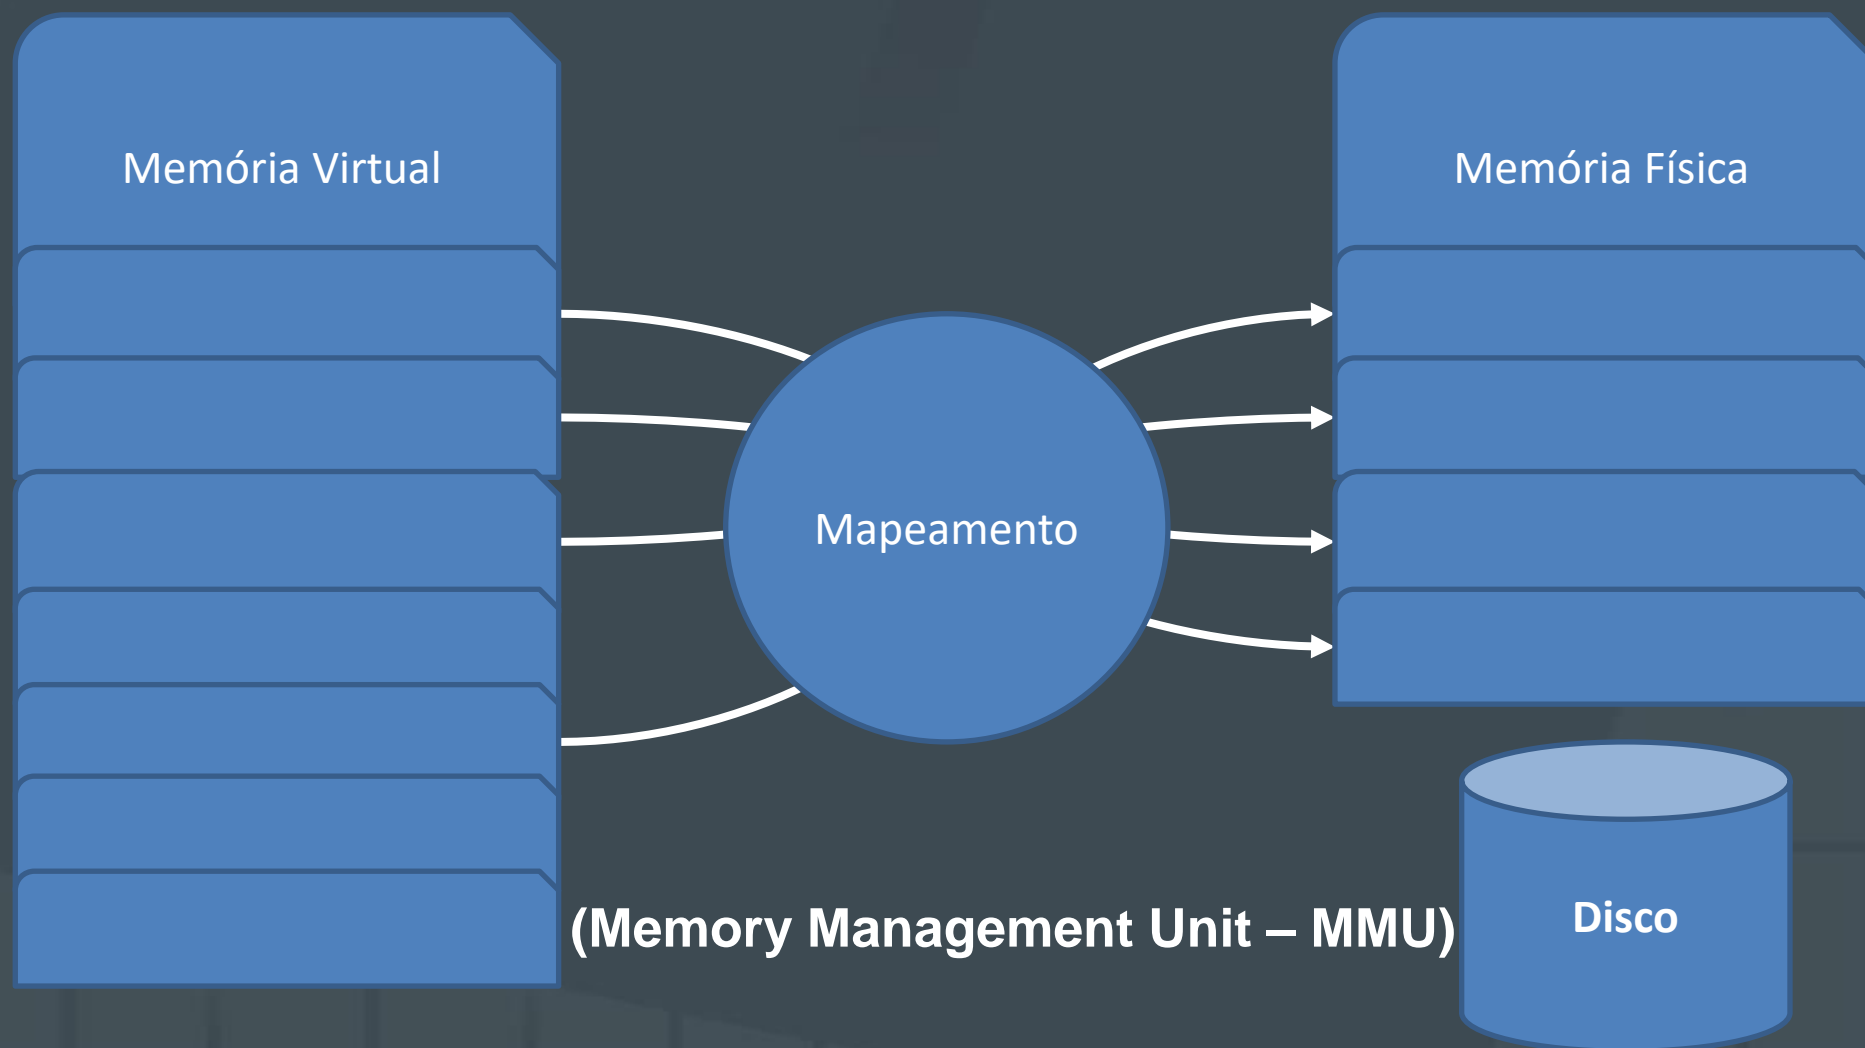 Memória Virtual
Memória Física
Mapeamento
(Memory Management Unit – MMU)
Disco